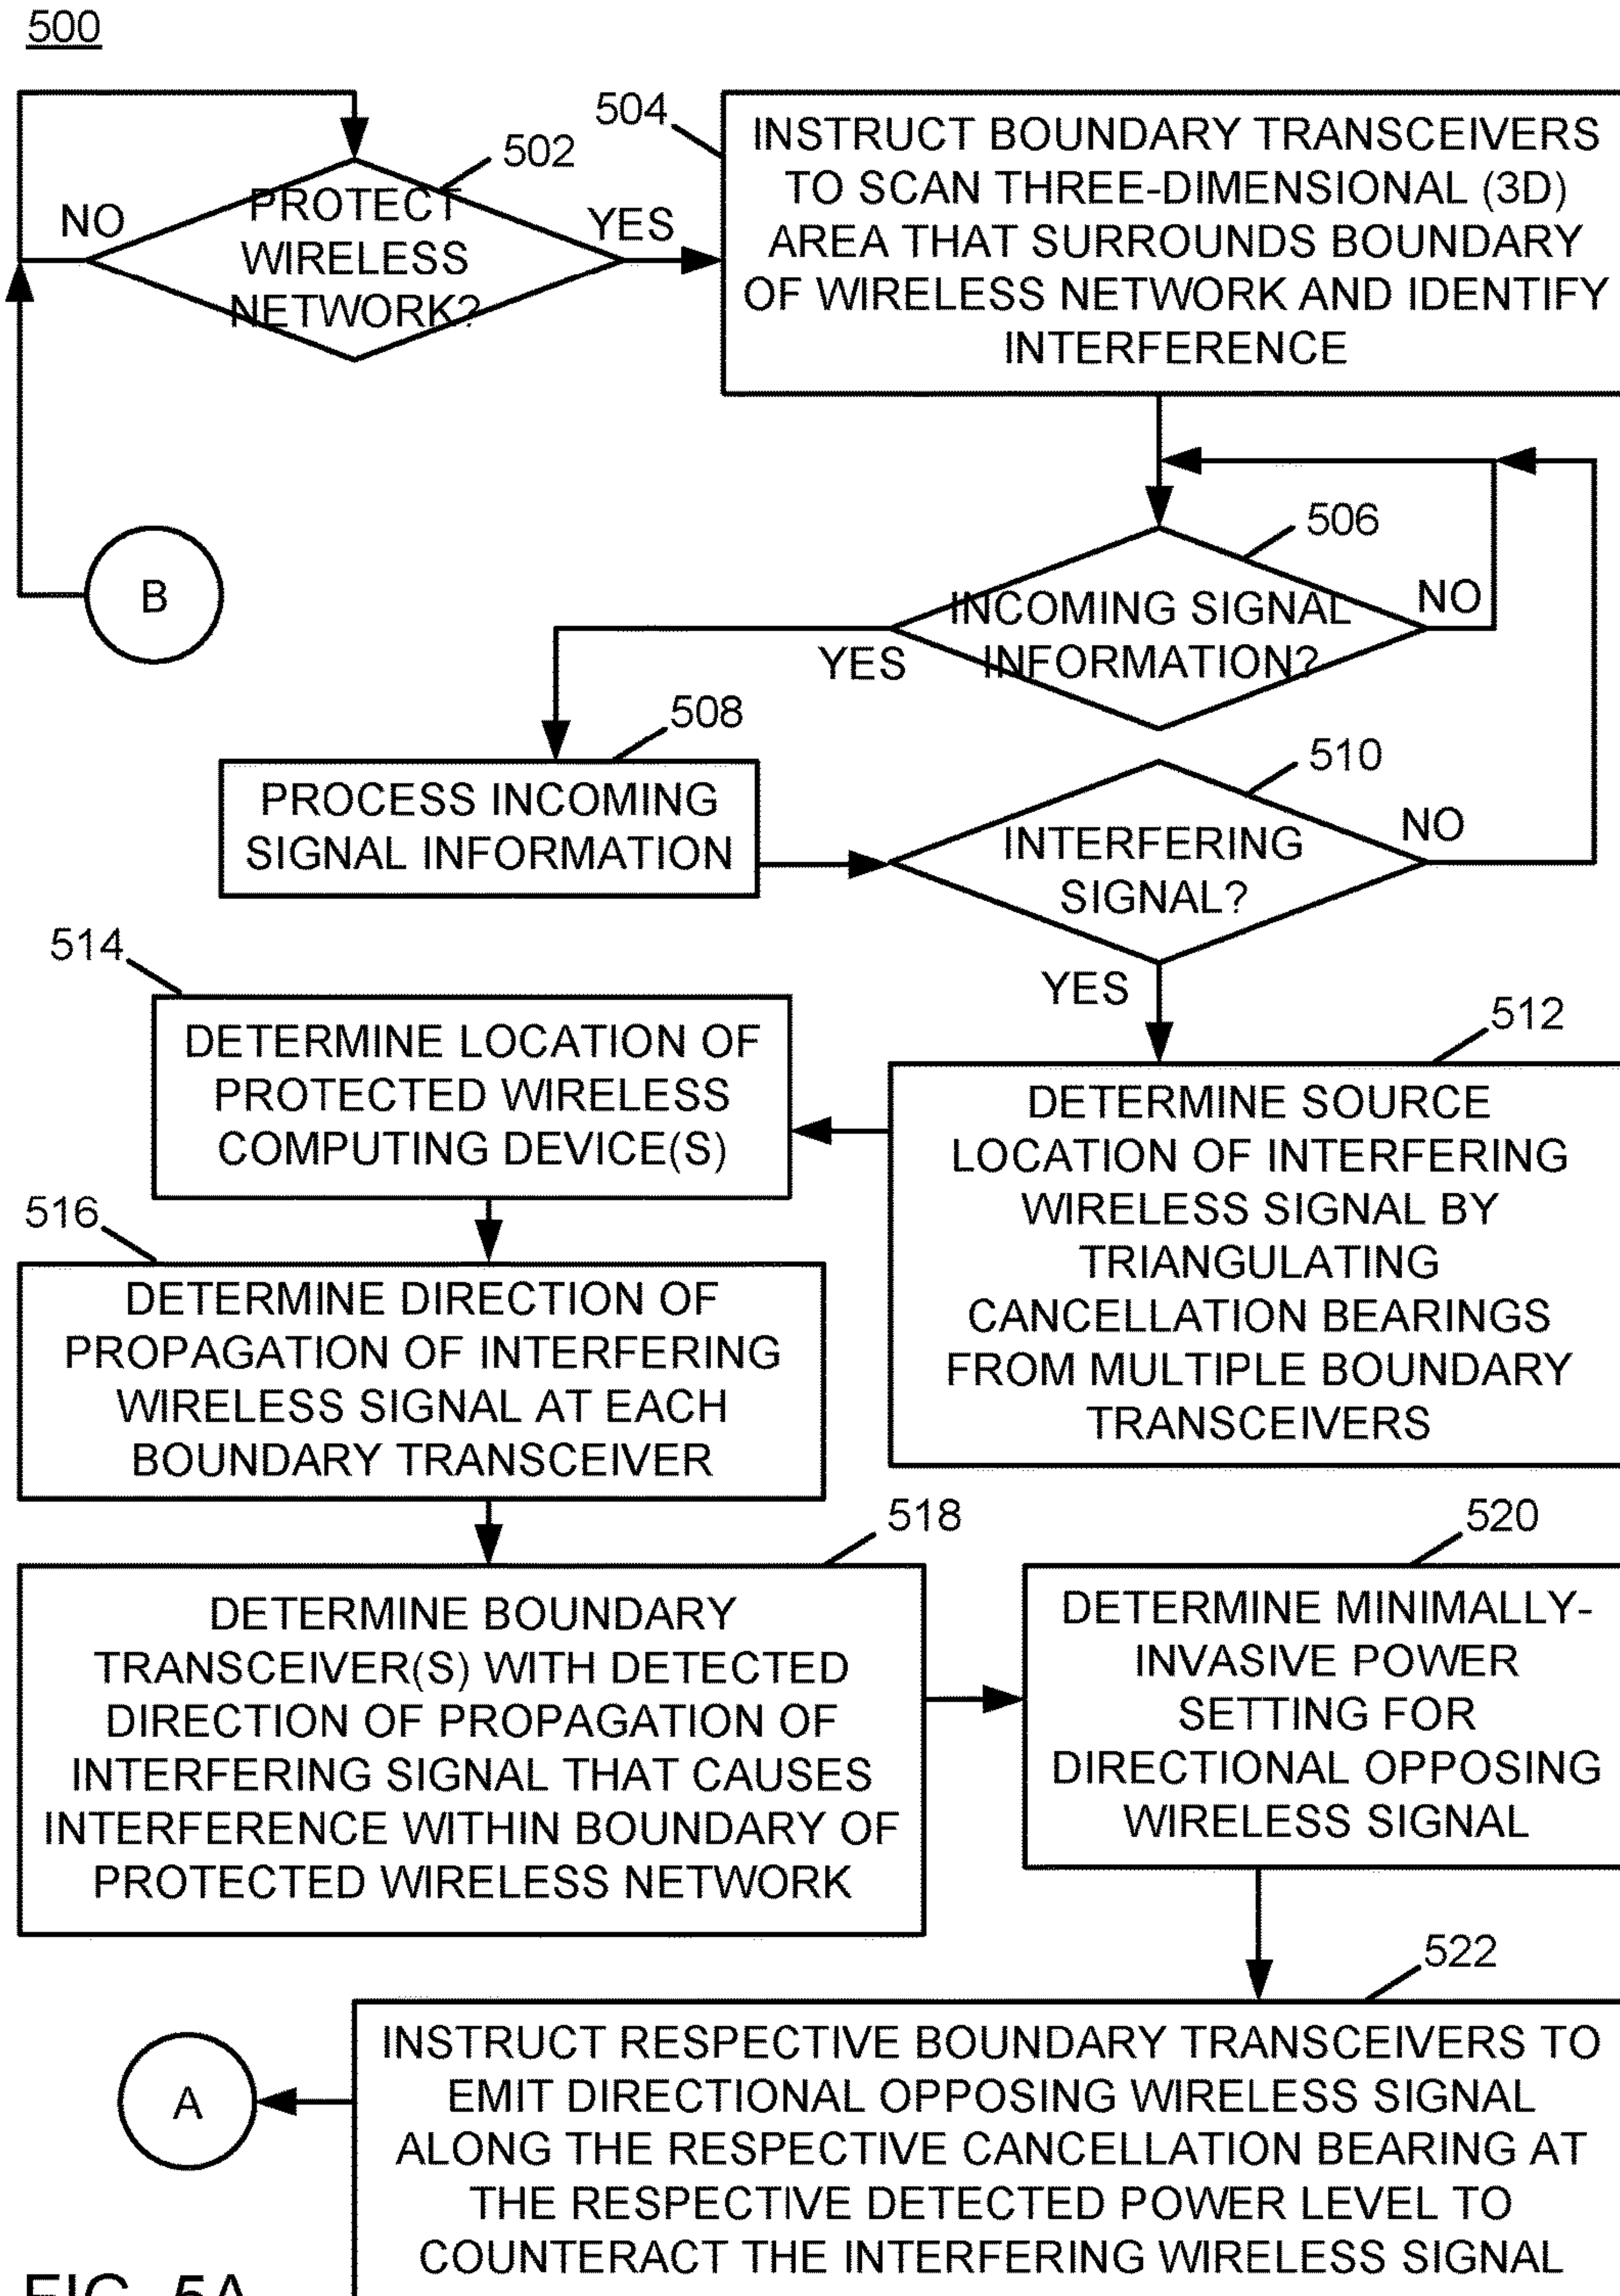 500
502
PROTECT
WIRELESS
NETWORK?
NO
YES
504
INSTRUCT BOUNDARY TRANSCEIVERS
TO SCAN THREE-DIMENSIONAL (3D)
AREA THAT SURROUNDS BOUNDARY
OF WIRELESS NETWORK AND IDENTIFY
INTERFERENCE
B
506
INCOMING SIGNAL
INFORMATION?
NO
YES
508
PROCESS INCOMING
SIGNAL INFORMATION
510
INTERFERING
SIGNAL?
NO
YES
512
DETERMINE SOURCE
LOCATION OF INTERFERING
WIRELESS SIGNAL BY
TRIANGULATING
CANCELLATION BEARINGS
FROM MULTIPLE BOUNDARY
TRANSCEIVERS
514
DETERMINE LOCATION OF
PROTECTED WIRELESS
COMPUTING DEVICE(S)
516
DETERMINE DIRECTION OF
PROPAGATION OF INTERFERING
WIRELESS SIGNAL AT EACH
BOUNDARY TRANSCEIVER
518
DETERMINE BOUNDARY
TRANSCEIVER(S) WITH DETECTED
DIRECTION OF PROPAGATION OF
INTERFERING SIGNAL THAT CAUSES
INTERFERENCE WITHIN BOUNDARY OF
PROTECTED WIRELESS NETWORK
520
DETERMINE MINIMALLY-
INVASIVE POWER
SETTING FOR
DIRECTIONAL OPPOSING
WIRELESS SIGNAL
522
INSTRUCT RESPECTIVE BOUNDARY TRANSCEIVERS TO
EMIT DIRECTIONAL OPPOSING WIRELESS SIGNAL
ALONG THE RESPECTIVE CANCELLATION BEARING AT
THE RESPECTIVE DETECTED POWER LEVEL TO
COUNTERACT THE INTERFERING WIRELESS SIGNAL
A
FIG. 5A